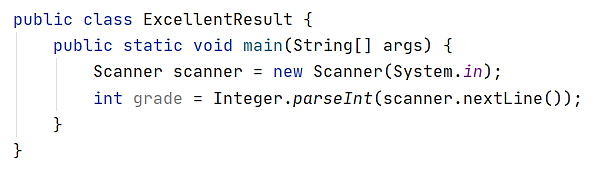 public class ExcellentResult {
    public static void main(String[] args) {
        Scanner scanner = new Scanner(System.in);
        int grade = Integer.parseInt(scanner.nextLine());
    }
}